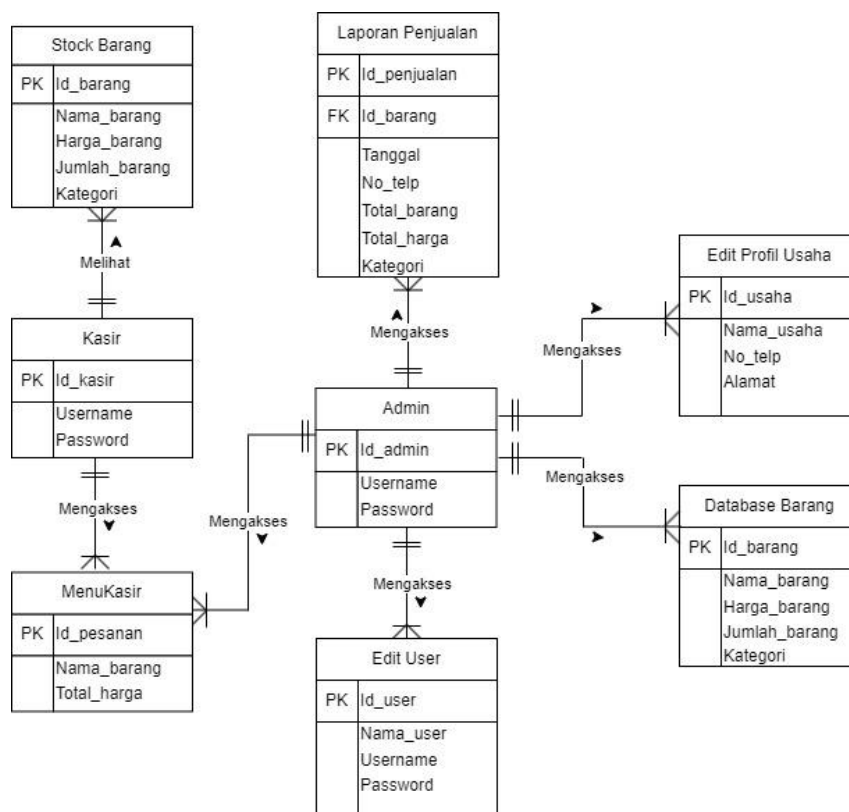 Stock Barang
PK Id_barang
Nama_barang
Harga_barang
Jumlah_barang
Kategori
Melihat
Kasir
PK Id_kasir
Username
Password
Mengakses
MenuKasir
PK Id_pesanan
Nama_barang
Total_harga
Laporan Penjualan
PK Id_penjualan
FK Id_barang
Tanggal
No_telp
Total_barang
Total_harga
Kategori
Mengakses
Admin
PK Id_admin
Username
Password
Mengakses
Mengakses
Edit User
PK Id_user
Nama_user
Username
Password
Mengakses
Edit Profil Usaha
PK Id_usaha
Nama_usaha
No_telp
Alamat
Mengakses
Database Barang
PK Id_barang
Nama_barang
Harga_barang
Jumlah_barang
Kategori